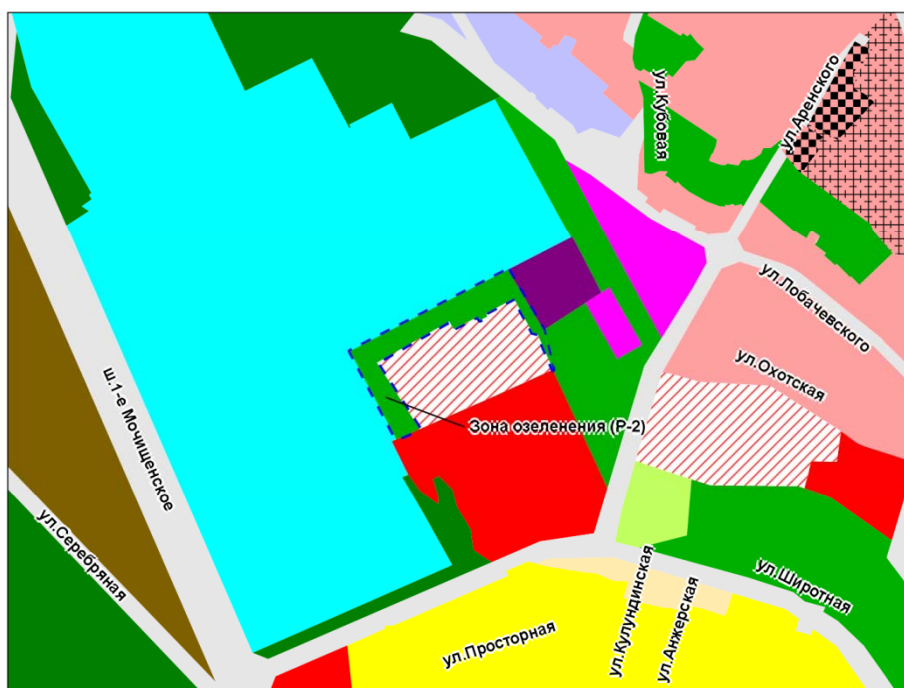 ул.Кубовая
ул.Аренского
ул.Лобачевского
ул.Охотская
ш.1-е Мочищенское
Зона озеленения (Р-2)
ул.Серебряная
ул.Широтная
ул.Кулундинская
ул.Анжерская
ул.Просторная